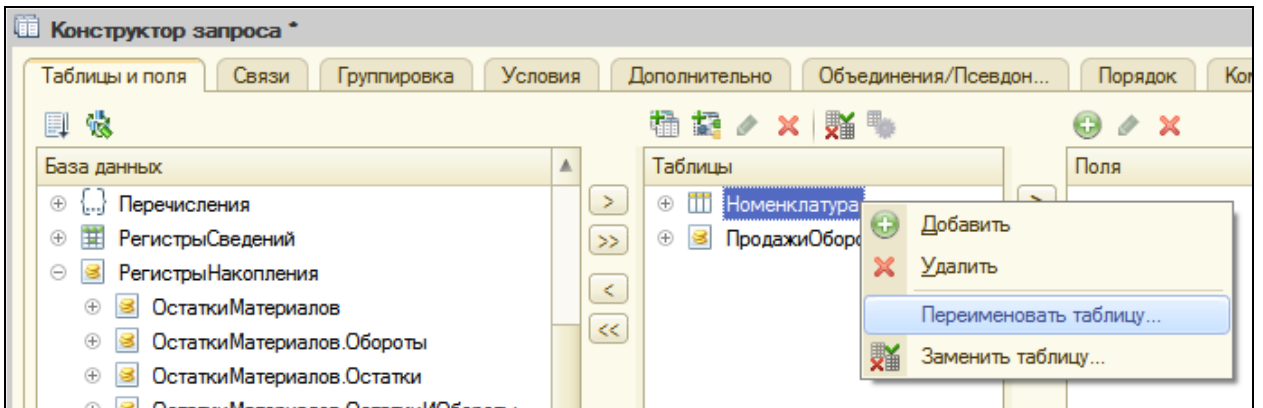 Конструктор запроса *
Таблицы и поля Связи Группировка Условия Дополнительно Объединения/Псевдон... Порядок
База данных
Перечисления
РегистрыСведений
РегистрыНакопления
ОстаткиМатериалов
ОстаткиМатериалов.Обороты
ОстаткиМатериалов.Остатки
Таблицы
Номенклатура
ПродажиОборо
Поля
Добавить
Удалить
Переименовать таблицу...
Заменить таблицу...